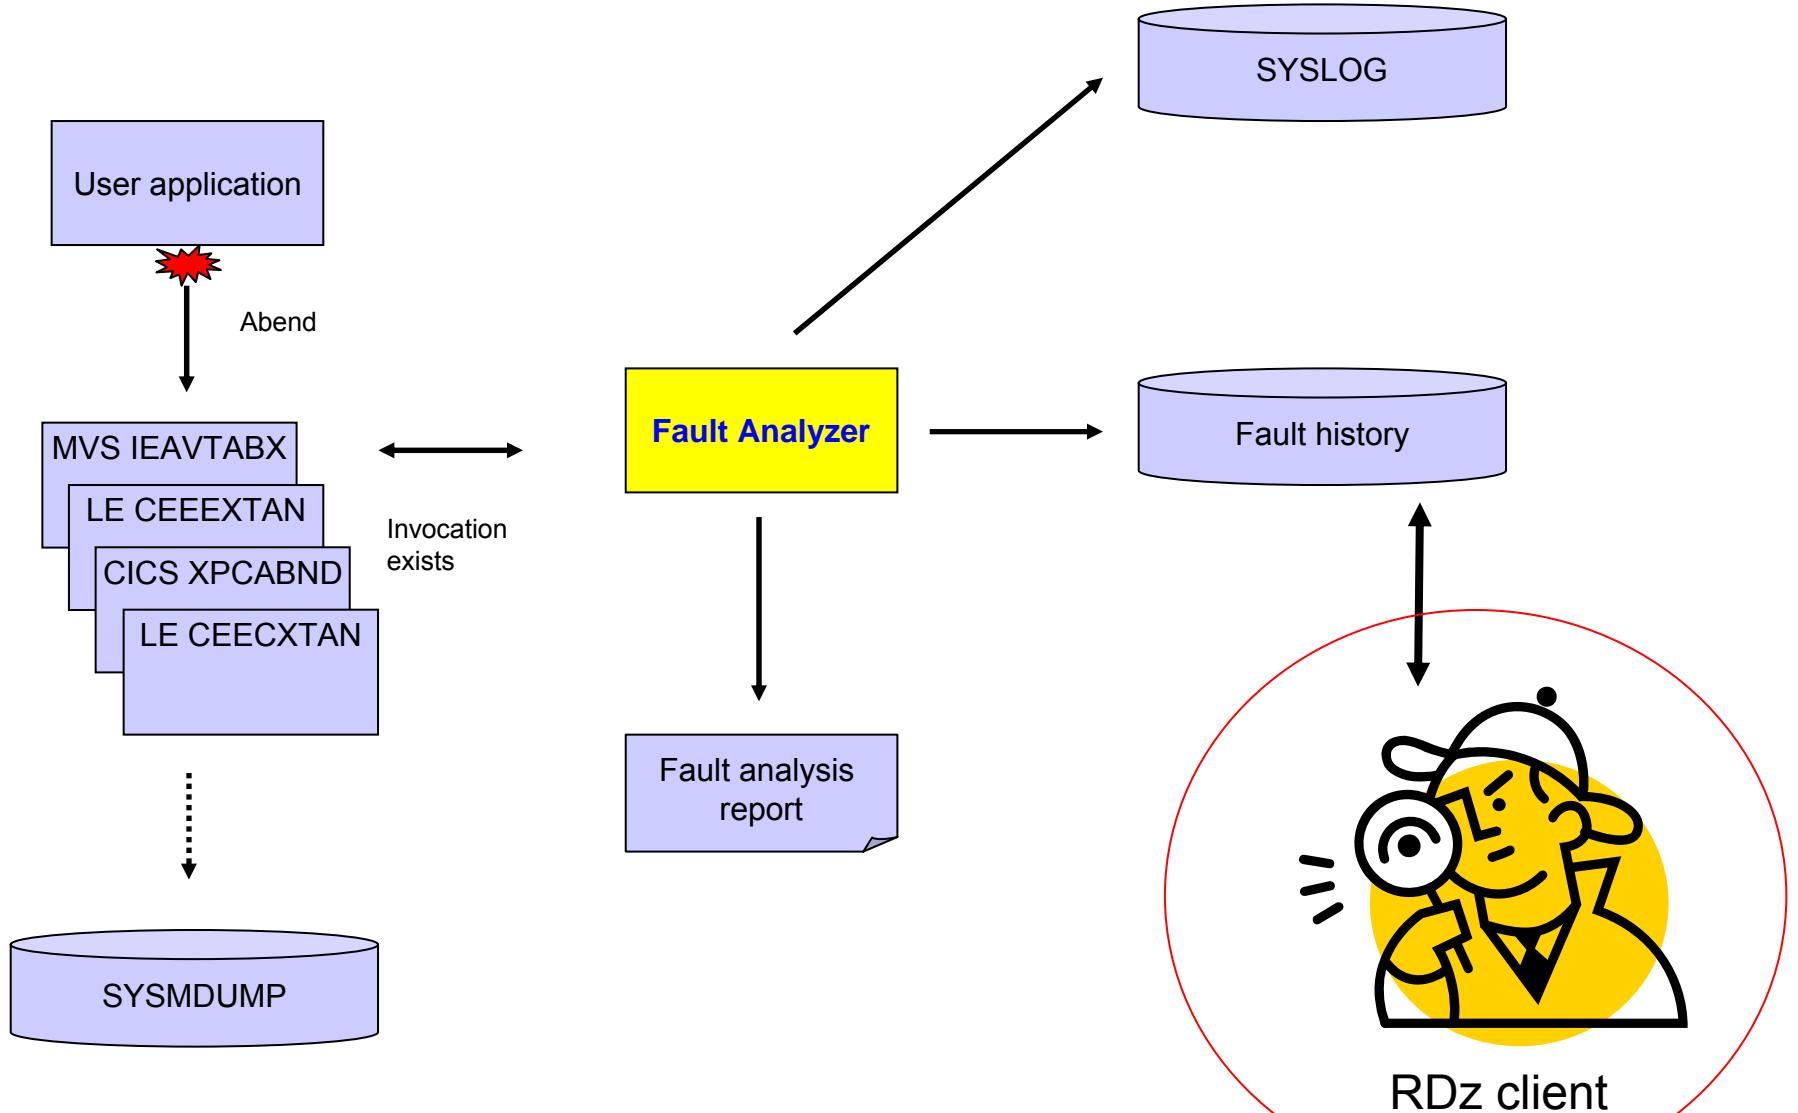 SYSLOG
User application
Abend
MVS IEAVTABX
LE CEEEXTAN
CICS XPCABND
LE CEECXTAN
Invocation
exists
Fault Analyzer
Fault history
Fault analysis
report
SYSMDUMP
RDz client